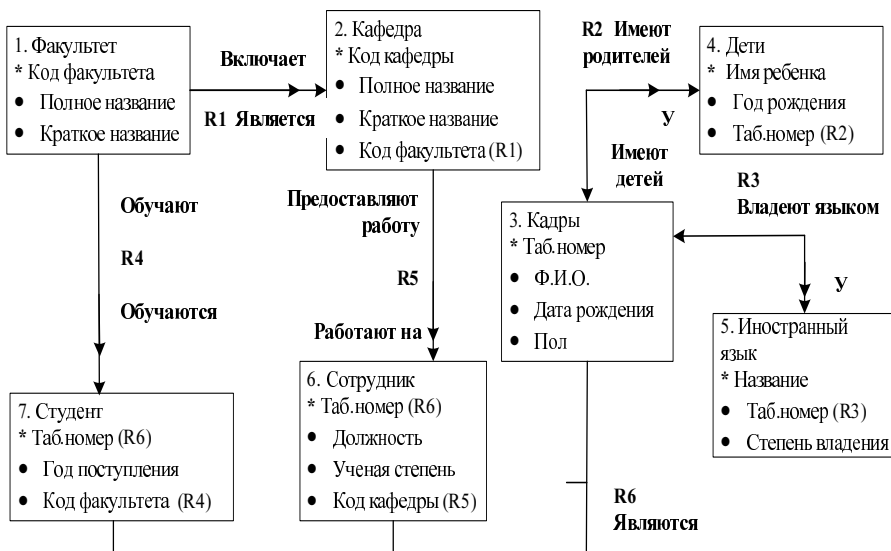 1. Факультет
* Код факультета
• Полное название
• Краткое название
Включает
R1 Является
2. Кафедра
* Код кафедры
• Полное название
• Краткое название
• Код факультета (R1)
R2 Имеют
родителей
У
Имеют
детей
4. Дети
* Имя ребенка
• Год рождения
• Таб.номер (R2)
R3
Владеют языком
У
3. Кадры
* Таб.номер
• Ф.И.О.
• Дата рождения
• Пол
5. Иностранный
язык
* Название
• Таб.номер (R3)
• Степень владения
Обучают
R4
Обучаются
Предоставляют
работу
R5
Работают на
7. Студент
* Таб.номер (R6)
• Год поступления
• Код факультета (R4)
6. Сотрудник
* Таб.номер (R6)
• Должность
• Ученая степень
• Код кафедры (R5)
R6
Являются